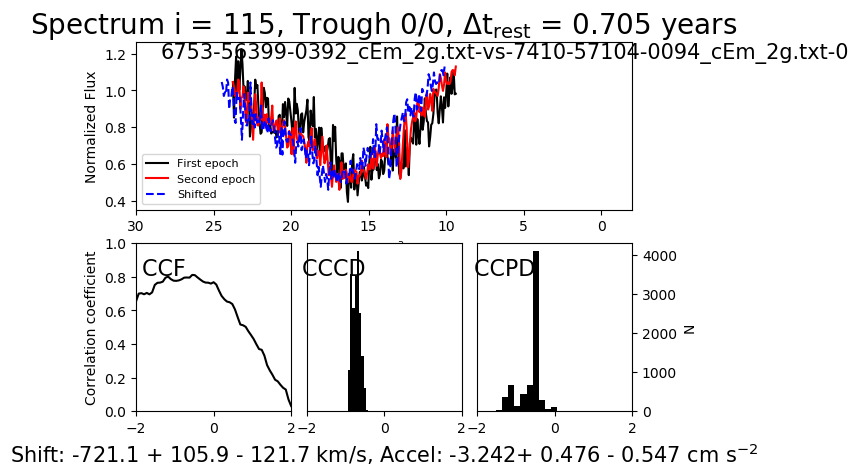 Spectrum i = 115, Trough 0/0, Δt_rest = 0.705 years
6753-56399-0392_cEm_2g.txt-vs-7410-57104-0094_cEm_2g.txt-0
Normalized Flux
1.2
1.0
0.8
0.6
0.4
First epoch
Second epoch
Shifted
30 25 20 15 10 5 0
Correlation coefficient
1.0
0.8
0.6
0.4
0.2
0.0
CCF
CCCD
CCPD
4000
3000
2000
1000
0
N
−2 0 2
−2 0 2
−2 0 2
Shift: -721.1 + 105.9 - 121.7 km/s, Accel: -3.242+ 0.476 - 0.547 cm s⁻²